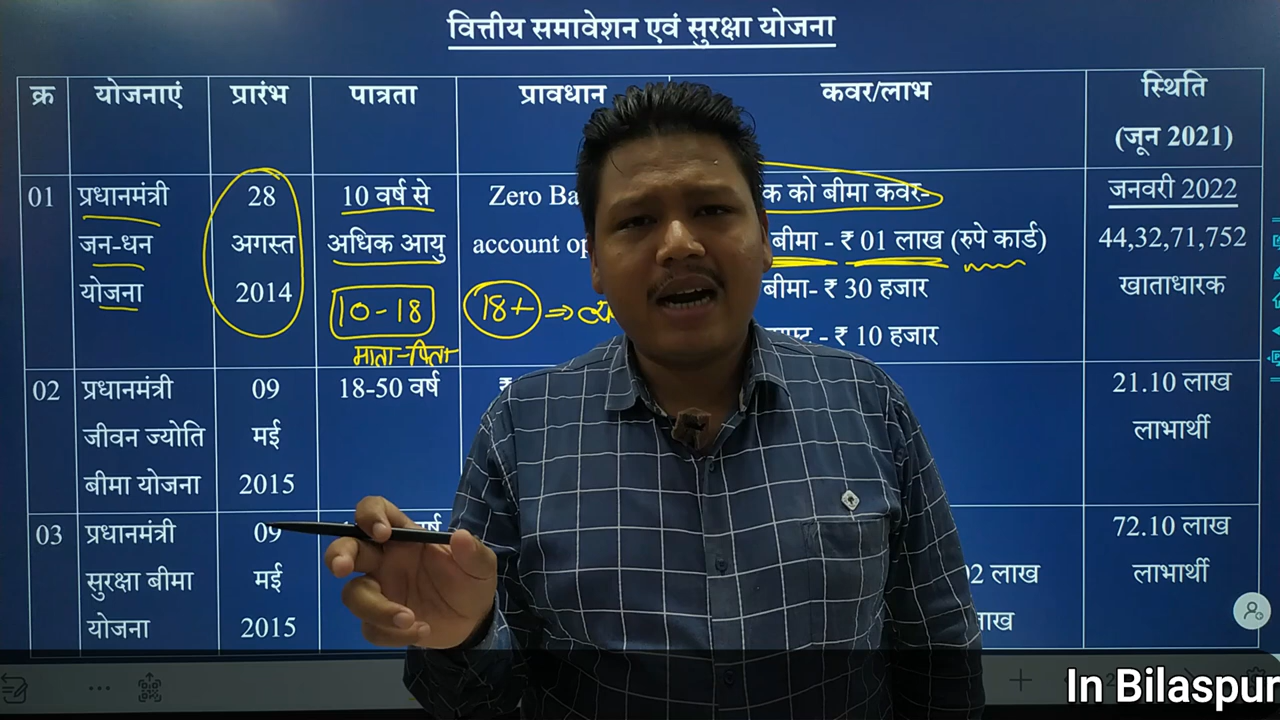 वित्तीय समावेशन एवं सुरक्षा योजना
क्र योजनाएं प्रारंभ पात्रता प्रावधान कवर/लाभ स्थिति
(जून 2021)
01 प्रधानमंत्री 28 10 वर्ष से Zero को बीमा कवर- जनवरी 2022
जन-धन अगस्त अधिक आयु account बीमा - ₹ 01 लाख (रुपे कार्ड) 44,32,71,752
योजना 2014 10-18 18+ ⇒ बीमा- ₹ 30 हजार खाताधारक
माता-पिता - ₹ 10 हजार
02 प्रधानमंत्री 09 18-50 वर्ष ₹ 21.10 लाख
जीवन ज्योति मई लाभार्थी
बीमा योजना 2015
03 प्रधानमंत्री 09 वर्ष 72.10 लाख
सुरक्षा बीमा मई लाख लाभार्थी
योजना 2015
In Bilaspur